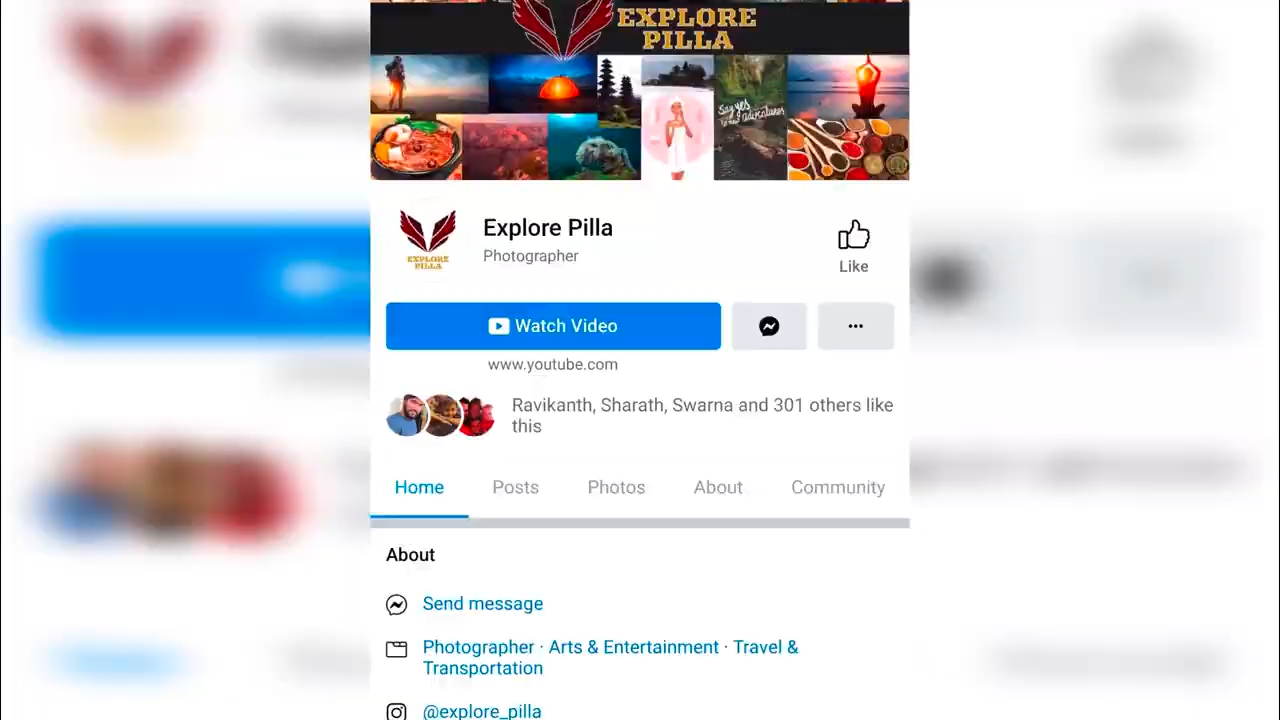 EXPLORE
PILLA
Say yes
to new adventures
EXPLORE
PILLA
Explore Pilla
Photographer
Like
Watch Video
www.youtube.com
Ravikanth, Sharath, Swarna and 301 others like
this
Home
Posts
Photos
About
Community
About
Send message
Photographer · Arts & Entertainment · Travel &
Transportation
@explore_pilla